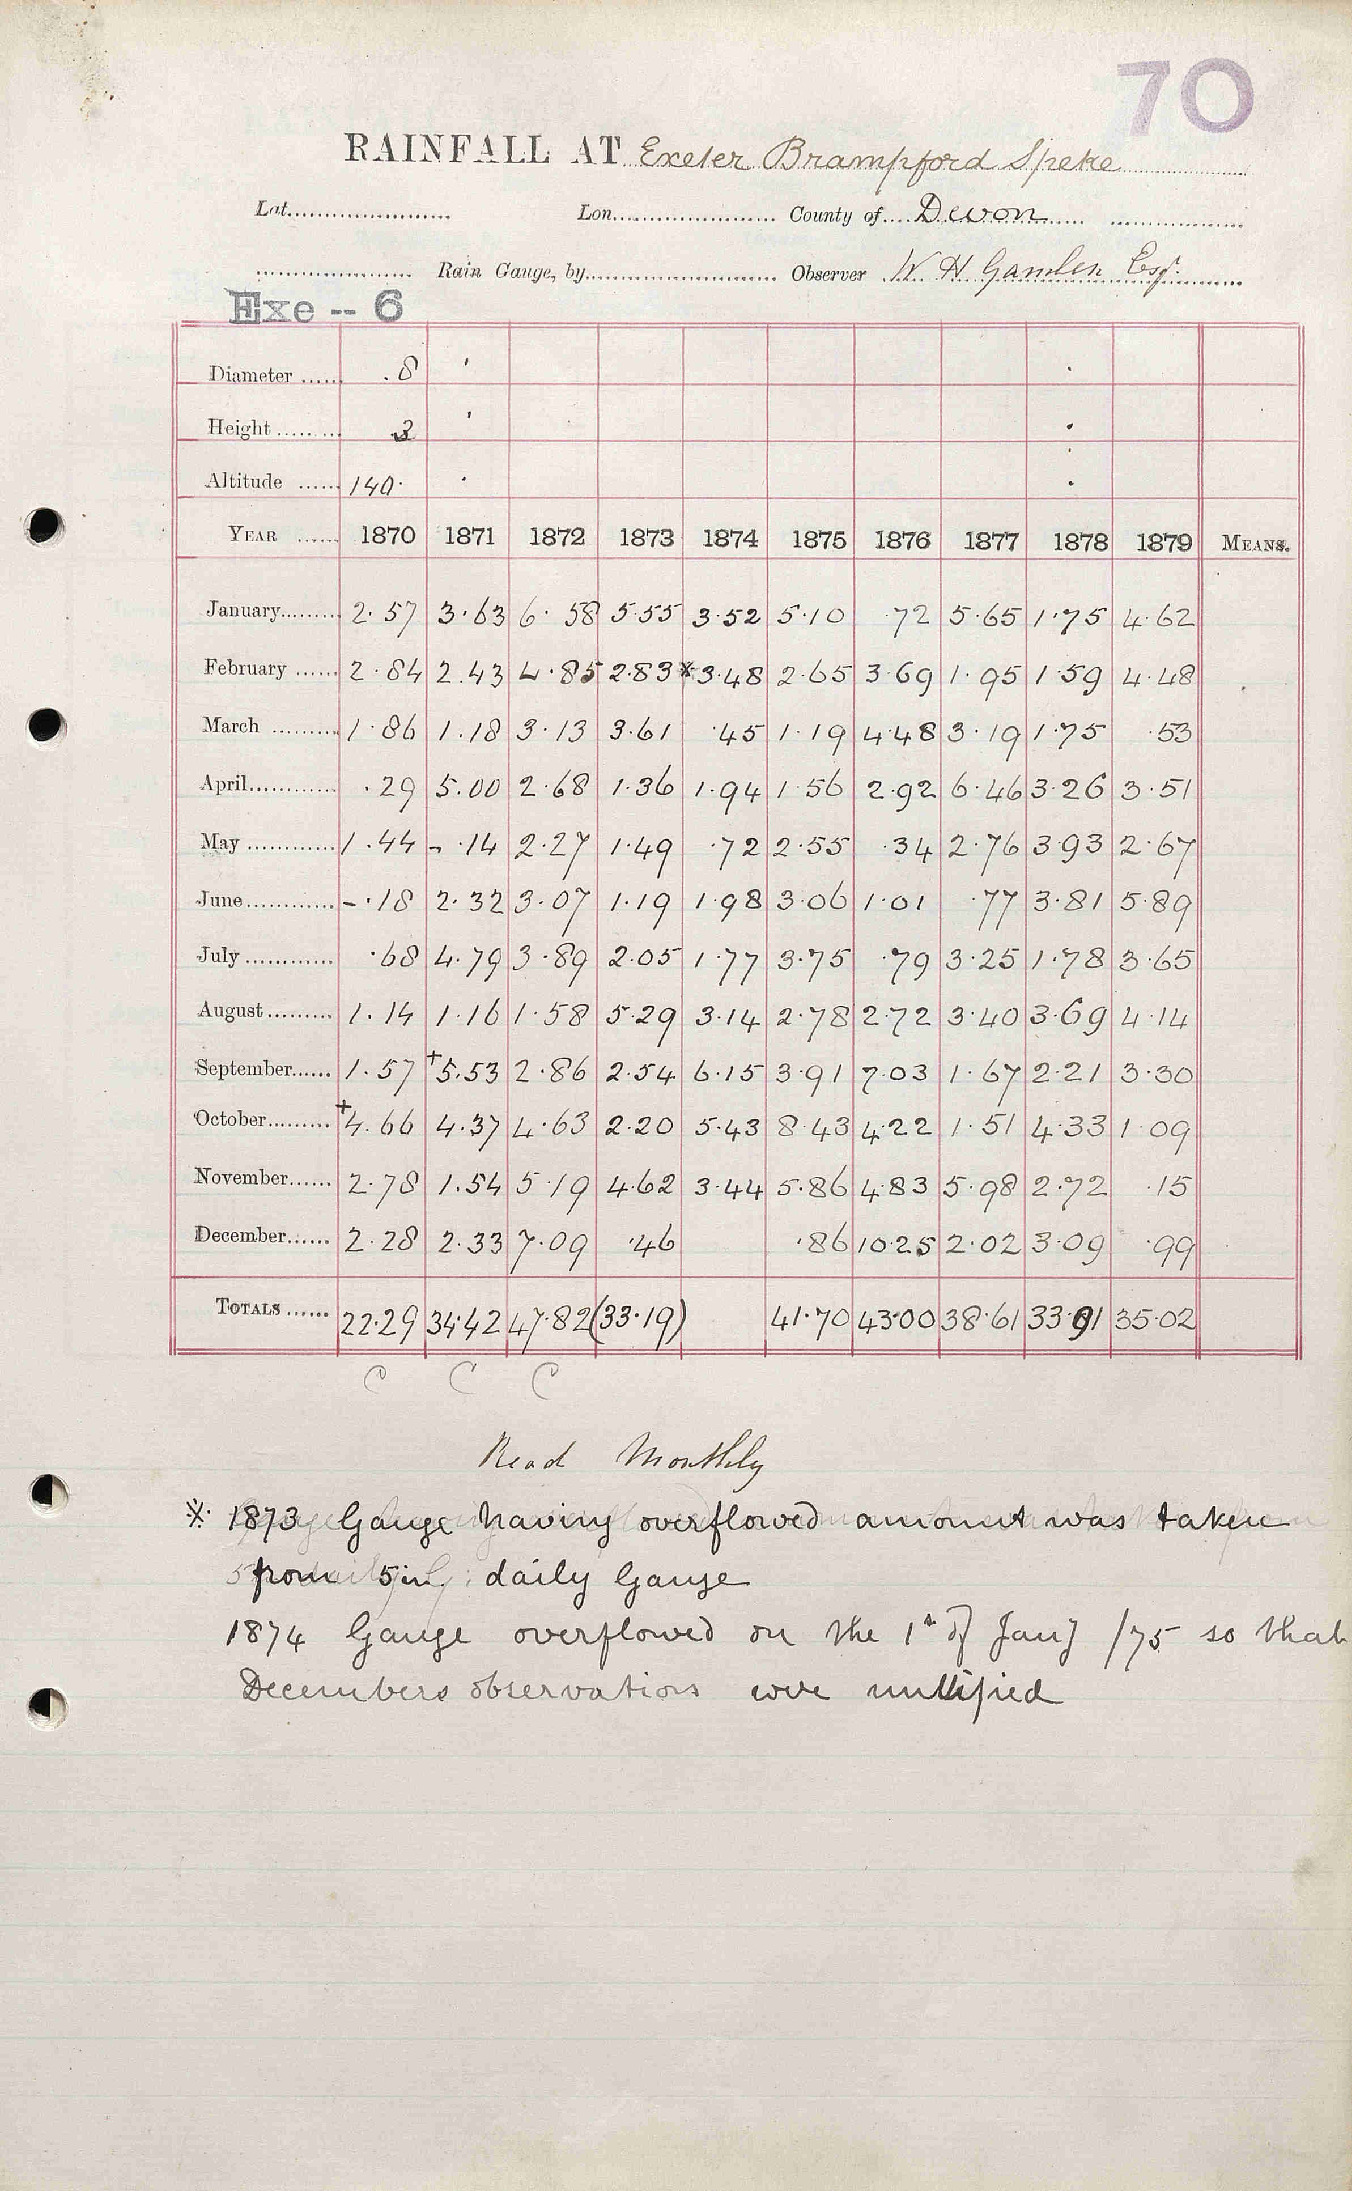 70
RAINFALL AT Exeter Brampford Speke
Lat. Lon. County of Devon
Rain Gauge, by Observer W H Gamlen Esqr.
Exe -- 6
Diameter 8
Height 3
Altitude 140
YEAR 1870 1871 1872 1873 1874 1875 1876 1877 1878 1879 MEANS.
January 2.57 3.63 6.58 5.55 3.52 5.10 .72 5.65 1.75 4.62
February 2.84 2.43 4.85 2.83* 3.48 2.65 3.69 1.95 1.59 4.48
March 1.86 1.18 3.13 3.61 .45 1.19 4.48 3.19 1.75 .53
April .29 5.00 2.68 1.36 1.94 1.56 2.92 6.46 3.26 3.51
May 1.44 - .14 2.27 1.49 .72 2.55 .34 2.76 3.93 2.67
June - .18 2.32 3.07 1.19 1.98 3.06 1.01 .77 3.81 5.89
July .68 4.79 3.89 2.05 1.77 3.75 .79 3.25 1.78 3.65
August 1.14 1.16 1.58 5.29 3.14 2.78 2.72 3.40 3.69 4.14
September 1.57 +5.53 2.86 2.54 6.15 3.91 7.03 1.67 2.21 3.30
October +4.66 4.37 4.63 2.20 5.43 8.43 4.22 1.51 4.33 1.09
November 2.78 1.54 5.19 4.62 3.44 5.86 4.83 5.98 2.72 .15
December 2.28 2.33 7.09 .46 .86 10.25 2.02 3.09 .99
TOTALS 22.29 34.42 47.82 (33.19) 41.70 43.00 38.61 33.91 35.02
C C C
Read Monthly
* 1873 Gauge having overflowed amount was taken
from 5in. daily Gauge
1874 Gauge overflowed on the 1st of Jany /75 so that
Decembers observations were nullified